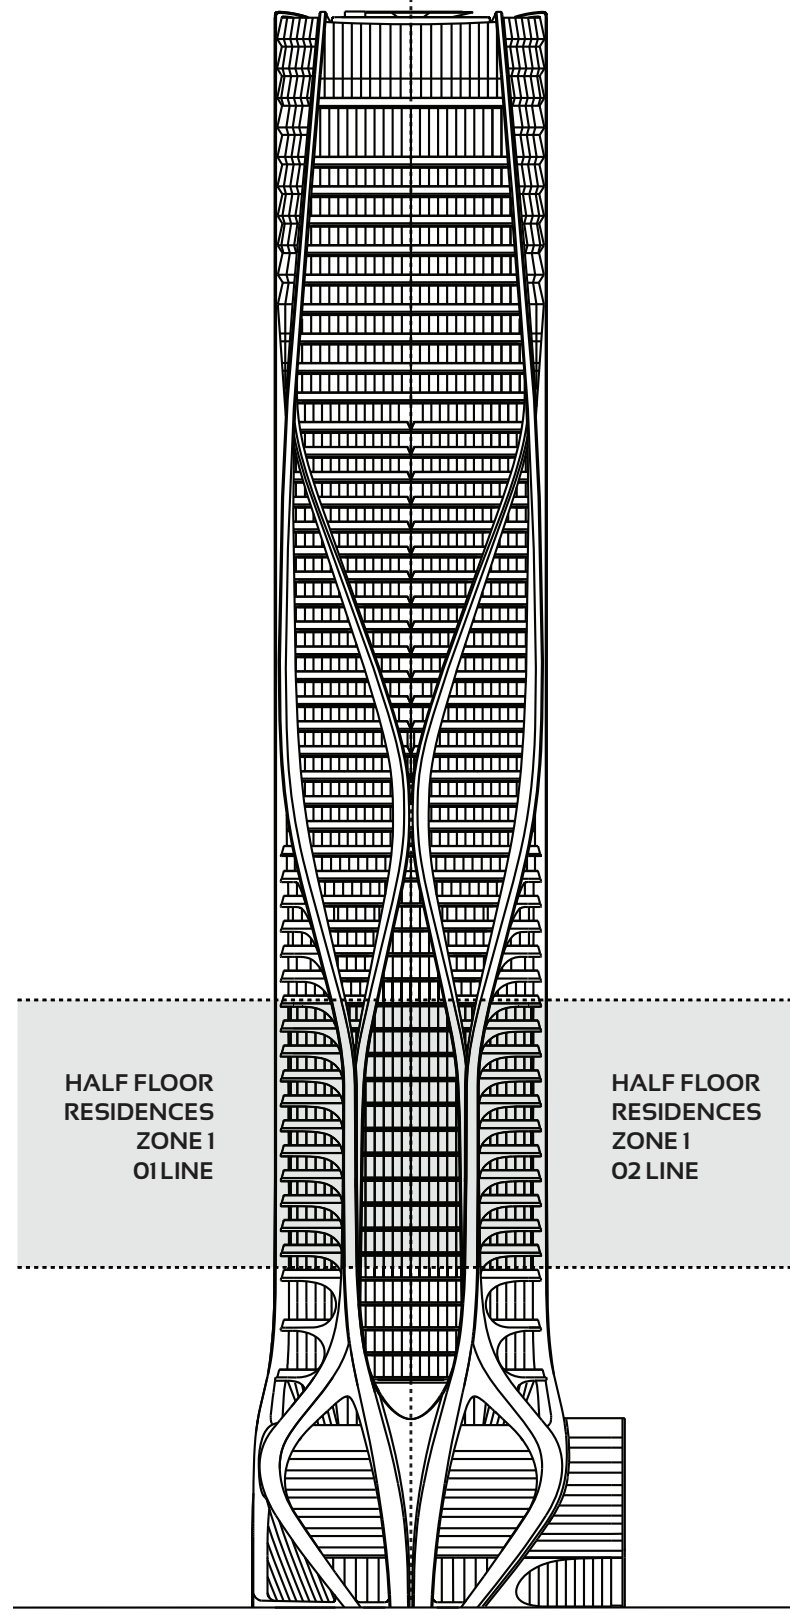 HALF FLOOR
RESIDENCES
ZONE 1
01 LINE
HALF FLOOR
RESIDENCES
ZONE 1
02 LINE